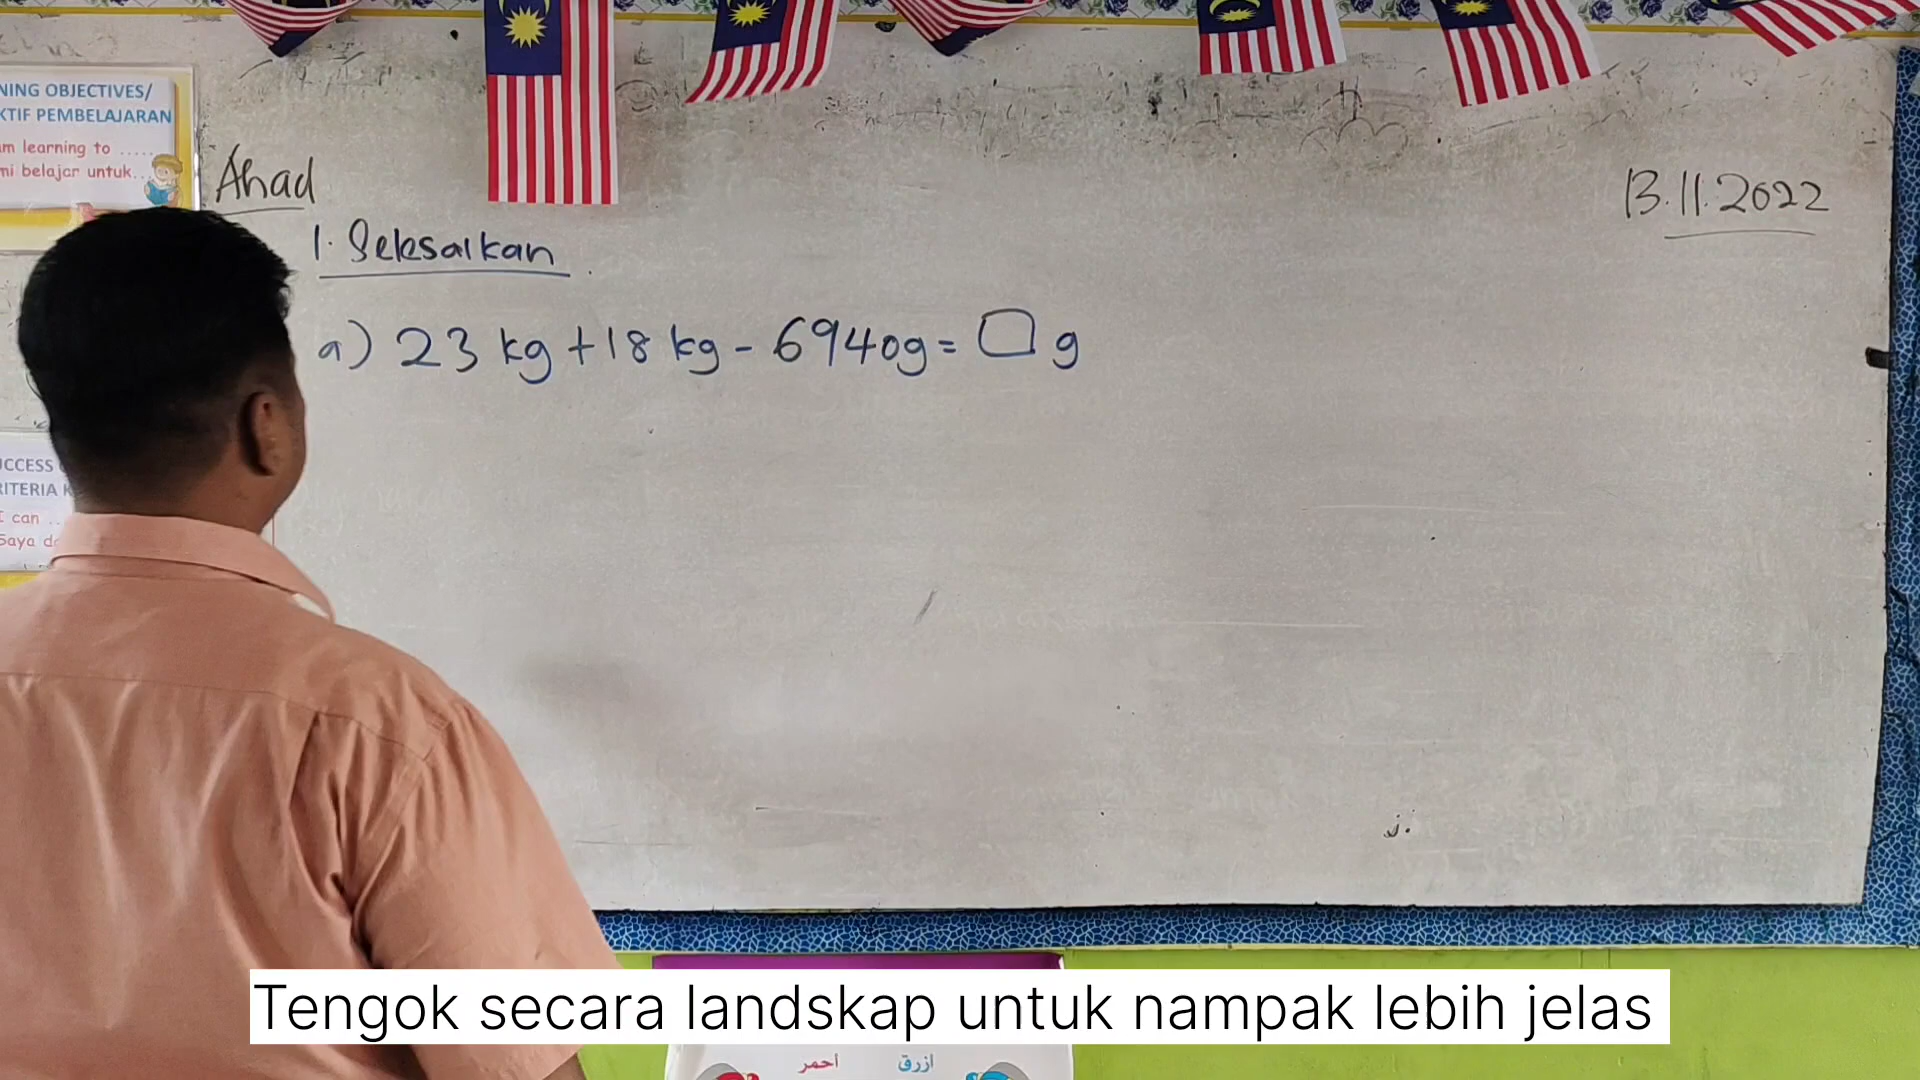 NING OBJECTIVES/
KTIF PEMBELAJARAN
m learning to .....
mi belajar untuk...
Ahad
13.11.2022
1. Selesaikan
a) 23 kg + 18 kg - 6940g = □ g
CCESS
RITERIA K
I can ...
Saya d
Tengok secara landskap untuk nampak lebih jelas
احمر
ازرق